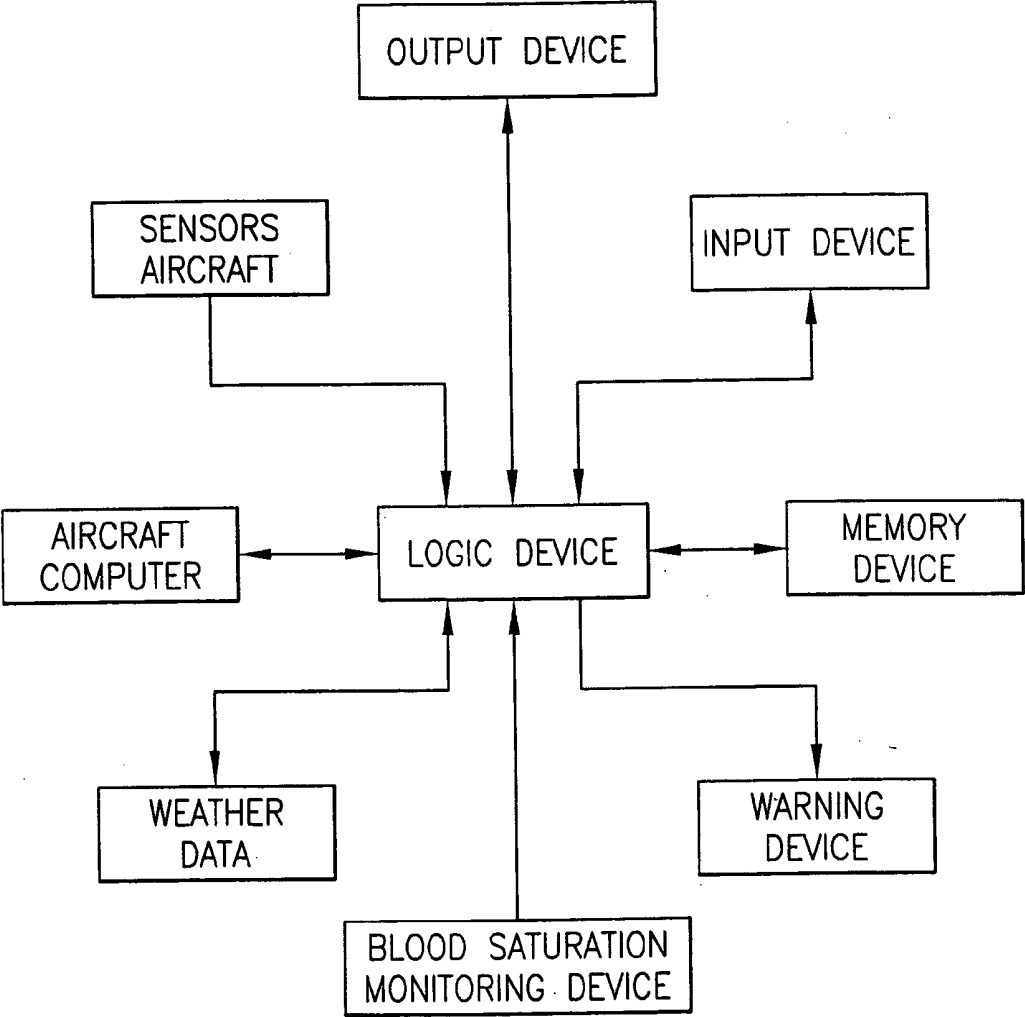 OUTPUT DEVICE
SENSORS
AIRCRAFT
INPUT DEVICE
AIRCRAFT
COMPUTER
LOGIC DEVICE
MEMORY
DEVICE
WEATHER
DATA
WARNING
DEVICE
BLOOD SATURATION
MONITORING DEVICE